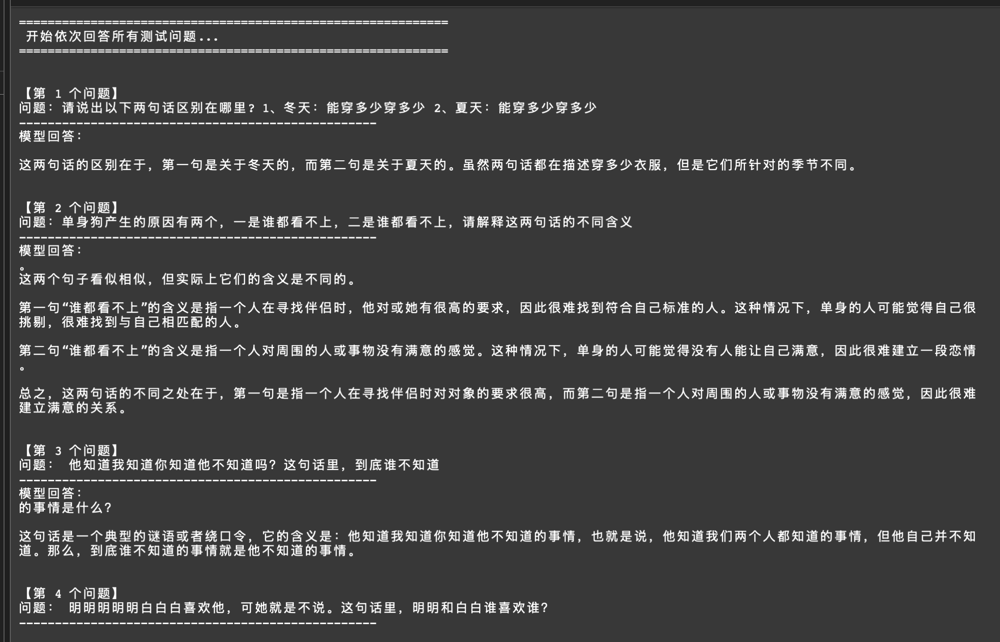 ============================================================
开始依次回答所有测试问题...
============================================================
【第 1 个问题】
问题：请说出以下两句话区别在哪里？1、冬天：能穿多少穿多少 2、夏天：能穿多少穿多少
--------------------------------------------------
模型回答：
这两句话的区别在于，第一句是关于冬天的，而第二句是关于夏天的。虽然两句话都在描述穿多少衣服，但是它们所针对的季节不同。
【第 2 个问题】
问题：单身狗产生的原因有两个，一是谁都看不上，二是谁都看不上，请解释这两句话的不同含义
--------------------------------------------------
模型回答：
。
这两个句子看似相似，但实际上它们的含义是不同的。
第一句“谁都看不上”的含义是指一个人在寻找伴侣时，他对或她有很高的要求，因此很难找到符合自己标准的人。这种情况下，单身的人可能觉得自己很
挑剔，很难找到与自己相匹配的人。
第二句“谁都看不上”的含义是指一个人对周围的人或事物没有满意的感觉。这种情况下，单身的人可能觉得没有人能让自己满意，因此很难建立一段恋情
。
总之，这两句话的不同之处在于，第一句是指一个人在寻找伴侣时对对象的要求很高，而第二句是指一个人对周围的人或事物没有满意的感觉，因此很难
建立满意的关系。
【第 3 个问题】
问题： 他知道我知道你知道他不知道吗？这句话里，到底谁不知道
--------------------------------------------------
模型回答：
的事情是什么？
这句话是一个典型的谜语或者绕口令，它的含义是：他知道我知道你知道他不知道的事情，也就是说，他知道我们两个人都知道的事情，但他自己并不知
道。那么，到底谁不知道的事情就是他不知道的事情。
【第 4 个问题】
问题： 明明明明明白白白喜欢他，可她就是不说。这句话里，明明和白白谁喜欢谁？
--------------------------------------------------